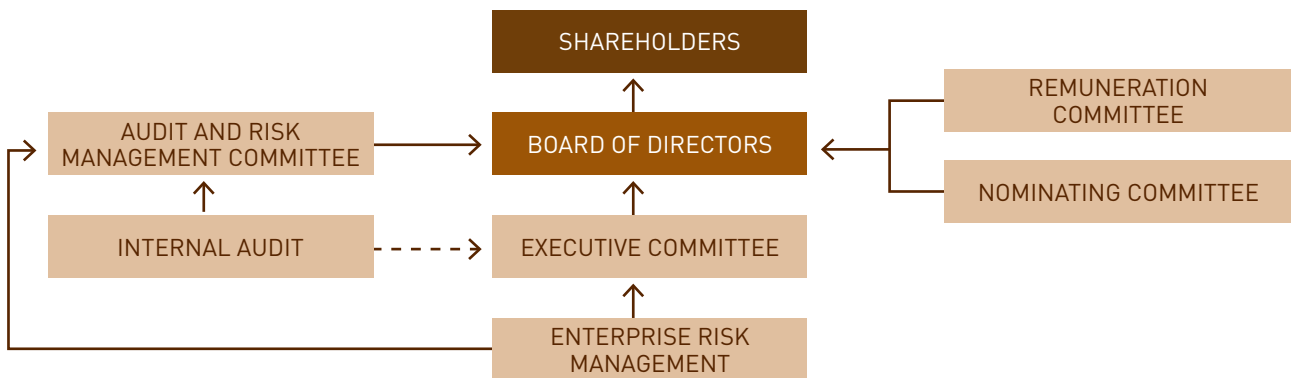 SHAREHOLDERS
REMUNERATION
COMMITTEE
AUDIT AND RISK
MANAGEMENT COMMITTEE
BOARD OF DIRECTORS
NOMINATING COMMITTEE
INTERNAL AUDIT
EXECUTIVE COMMITTEE
ENTERPRISE RISK
MANAGEMENT